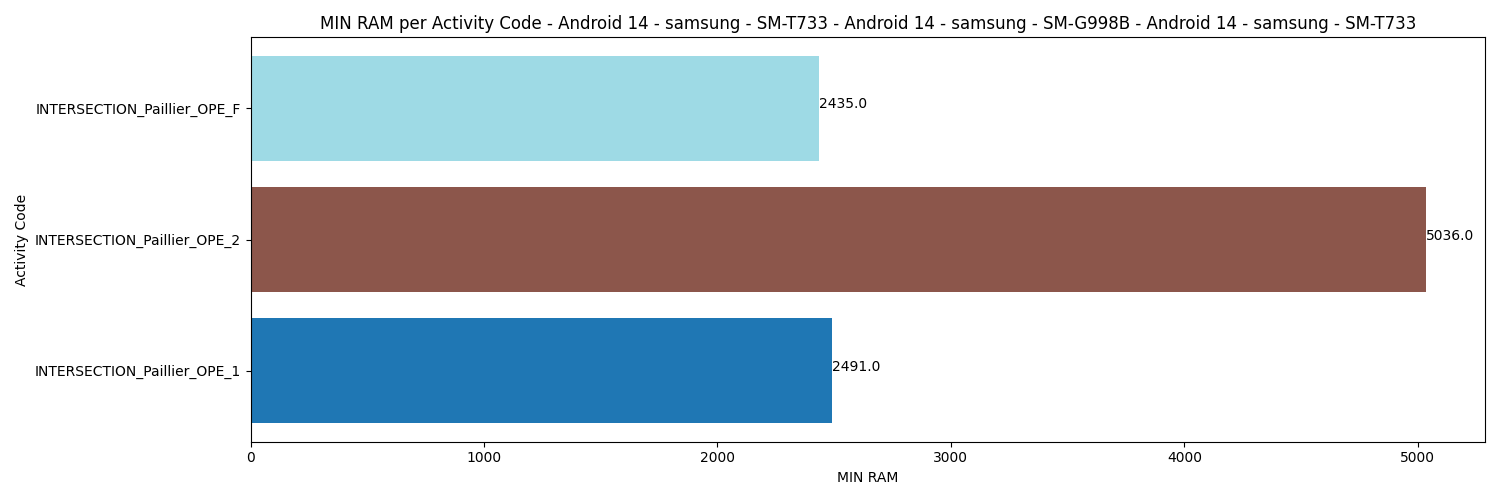 MIN RAM per Activity Code - Android 14 - samsung - SM-T733 - Android 14 - samsung - SM-G998B - Android 14 - samsung - SM-T733
INTERSECTION_Paillier_OPE_F
2435.0
INTERSECTION_Paillier_OPE_2
5036.0
INTERSECTION_Paillier_OPE_1
2491.0
Activity Code
0 1000 2000 3000 4000 5000
MIN RAM